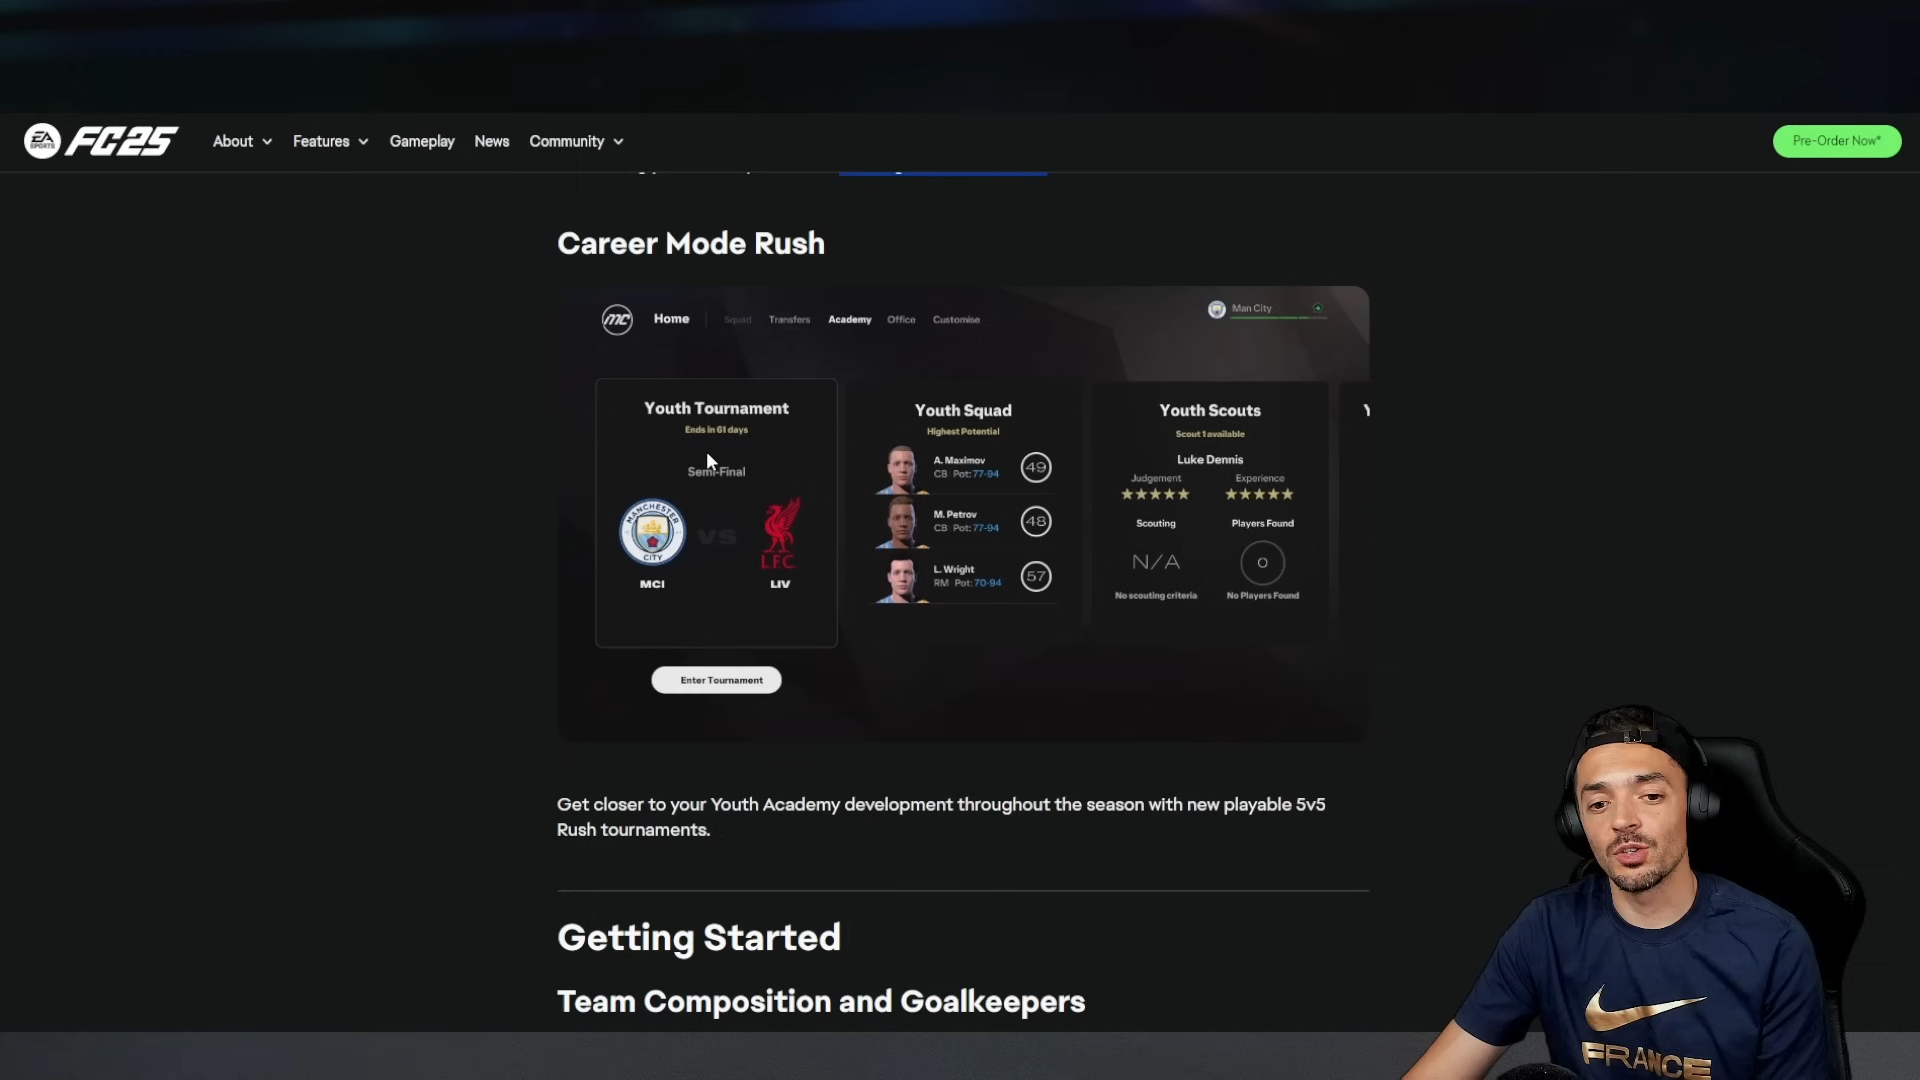 EA SPORTS FC25 About Features Gameplay News Community Pre-Order Now*
Career Mode Rush
MC Home Squad Transfers Academy Office Customise Man City
Youth Tournament
Ends in 61 days
Semi-Final
MANCHESTER CITY VS L.F.C.
MCI LIV
Enter Tournament
Youth Squad
Highest Potential
A. Maximov
CB Pot: 77-94 49
M. Petrov
CB Pot: 77-94 48
L. Wright
RM Pot: 70-94 57
Youth Scouts
Scout 1 available
Luke Dennis
Judgement Experience
Scouting Players Found
N/A 0
No scouting criteria No Players Found
Get closer to your Youth Academy development throughout the season with new playable 5v5
Rush tournaments.
Getting Started
Team Composition and Goalkeepers
FRANCE